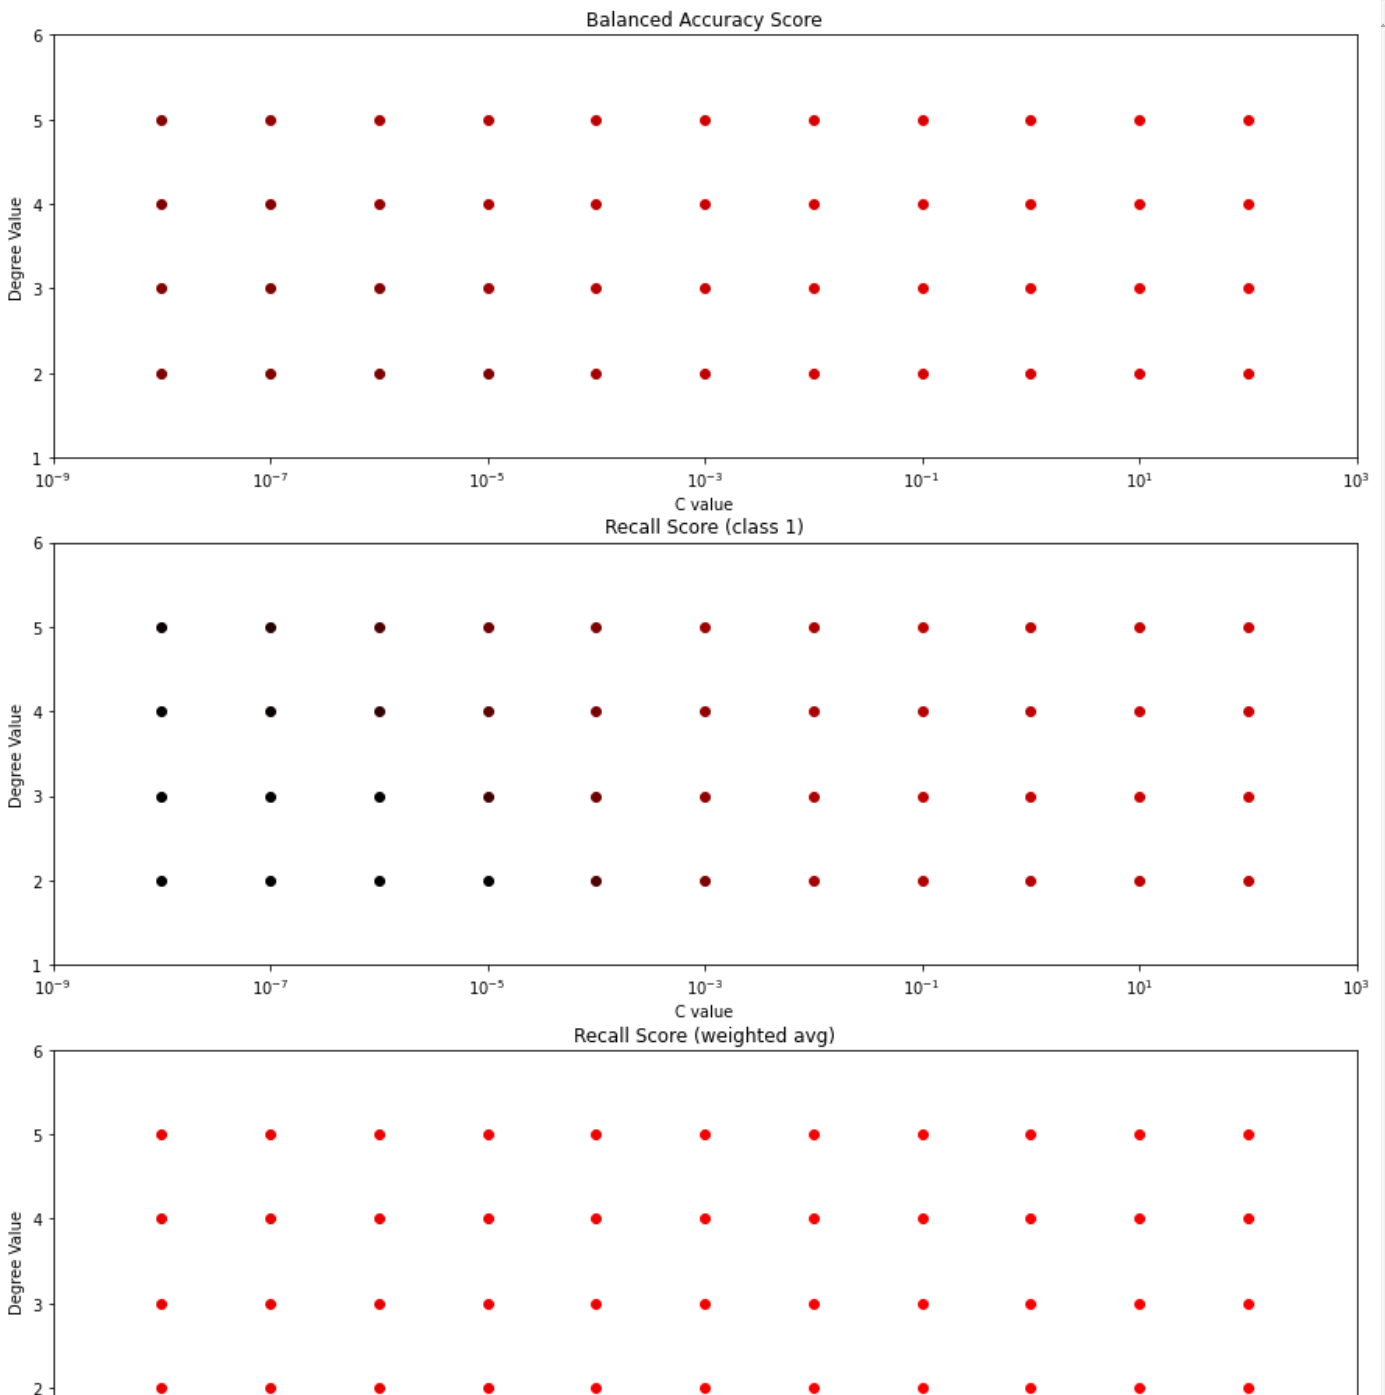 Balanced Accuracy Score
6
5
4
3
2
1
Degree Value
10⁻⁹ 10⁻⁷ 10⁻⁵ 10⁻³ 10⁻¹ 10¹ 10³
C value
Recall Score (class 1)
6
5
4
3
2
1
Degree Value
10⁻⁹ 10⁻⁷ 10⁻⁵ 10⁻³ 10⁻¹ 10¹ 10³
C value
Recall Score (weighted avg)
6
5
4
3
2
Degree Value